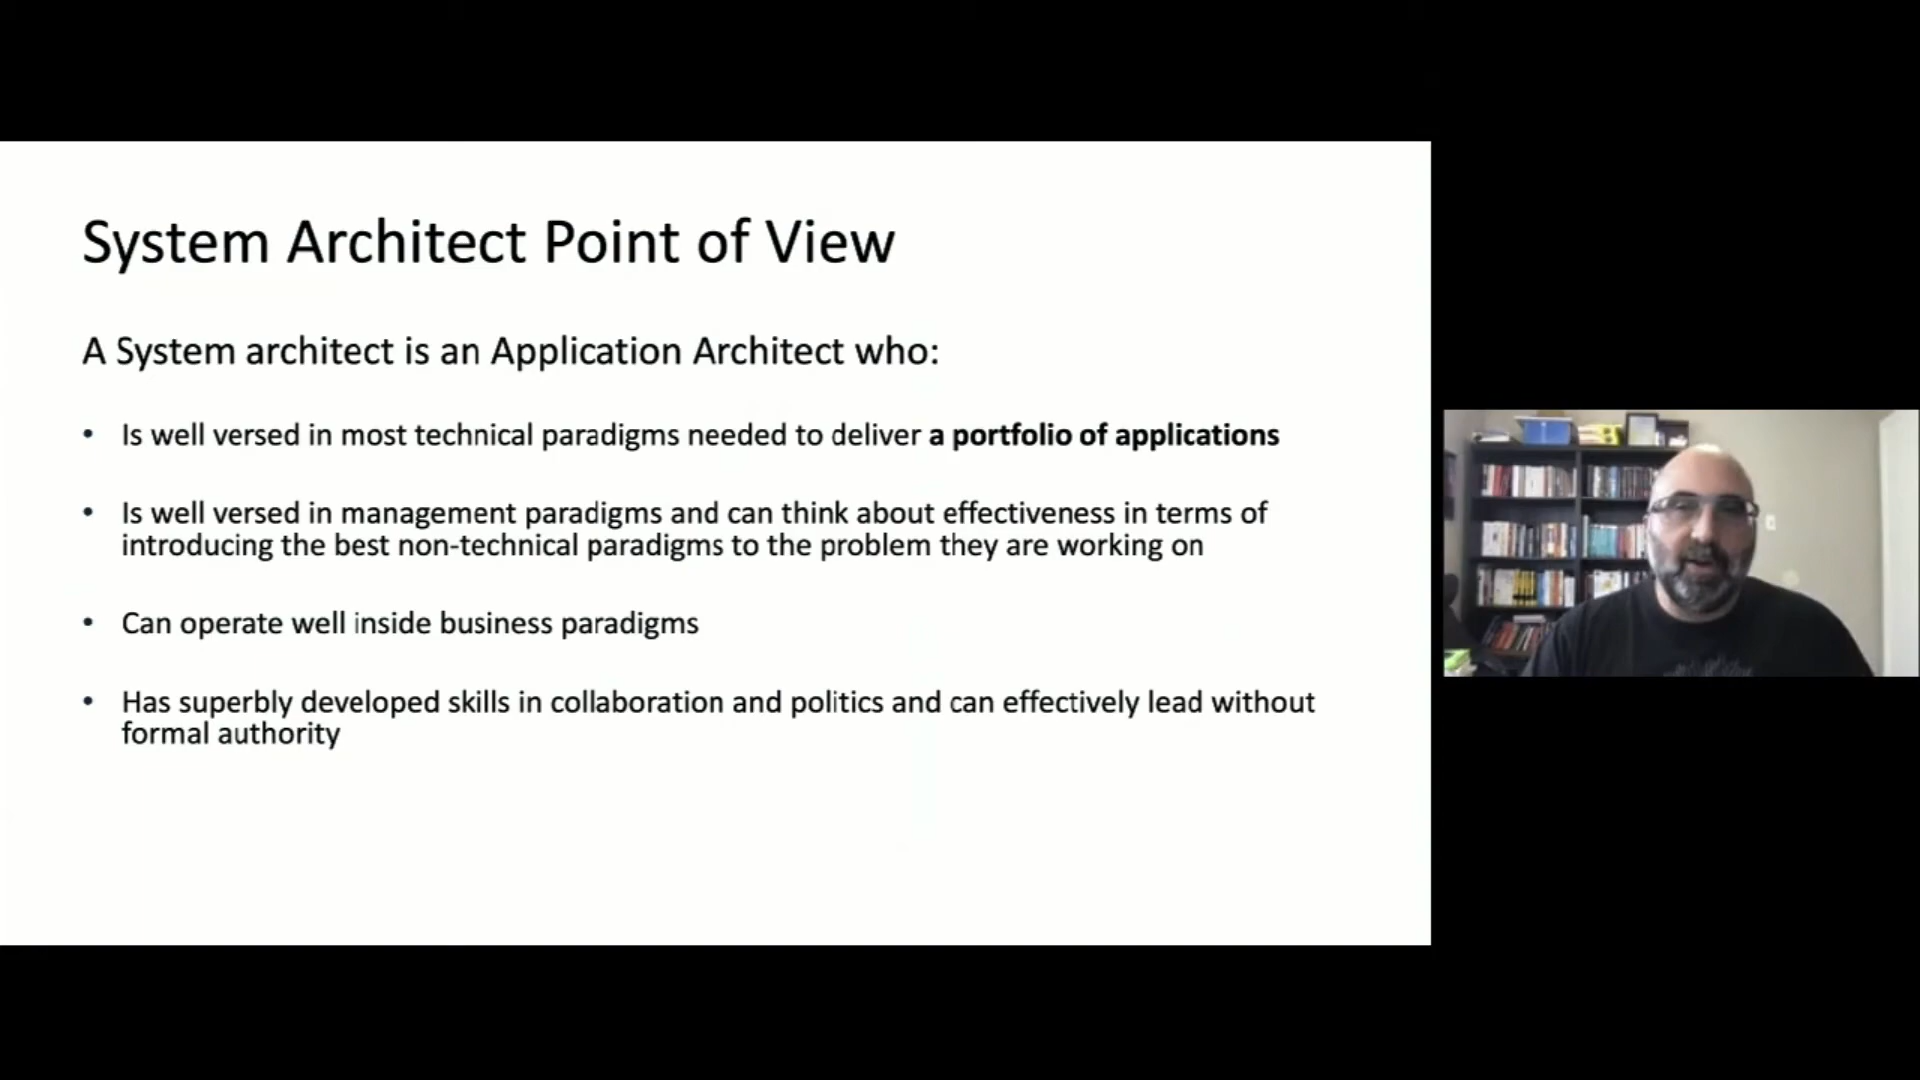 System Architect Point of View
A System architect is an Application Architect who:
• Is well versed in most technical paradigms needed to deliver a portfolio of applications
• Is well versed in management paradigms and can think about effectiveness in terms of
introducing the best non-technical paradigms to the problem they are working on
• Can operate well inside business paradigms
• Has superbly developed skills in collaboration and politics and can effectively lead without
formal authority